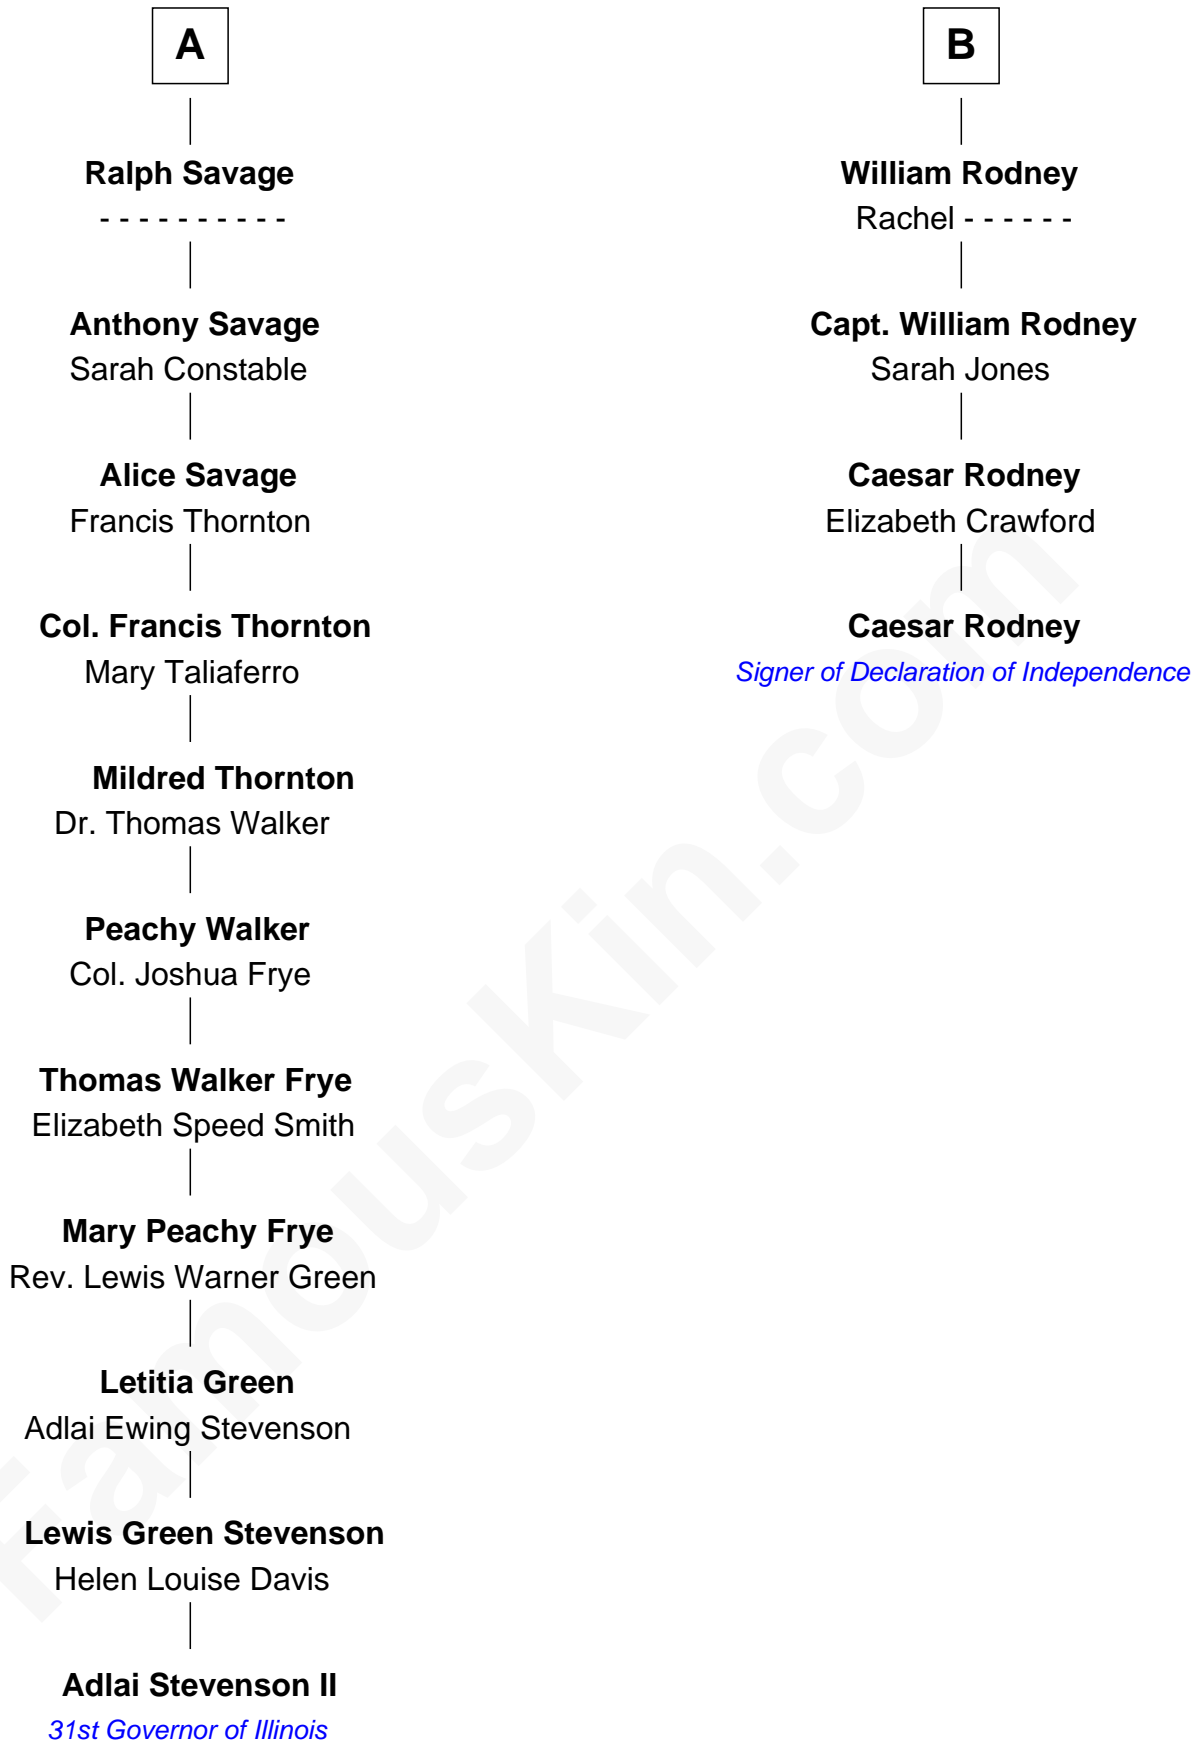 A
Ralph Savage
- - - - - - - - - -
Anthony Savage
Sarah Constable
Alice Savage
Francis Thornton
Col. Francis Thornton
Mary Taliaferro
Mildred Thornton
Dr. Thomas Walker
Peachy Walker
Col. Joshua Frye
Thomas Walker Frye
Elizabeth Speed Smith
Mary Peachy Frye
Rev. Lewis Warner Green
Letitia Green
Adlai Ewing Stevenson
Lewis Green Stevenson
Helen Louise Davis
Adlai Stevenson II
31st Governor of Illinois
B
William Rodney
Rachel - - - - - -
Capt. William Rodney
Sarah Jones
Caesar Rodney
Elizabeth Crawford
Caesar Rodney
Signer of Declaration of Independence
FamousKin.com